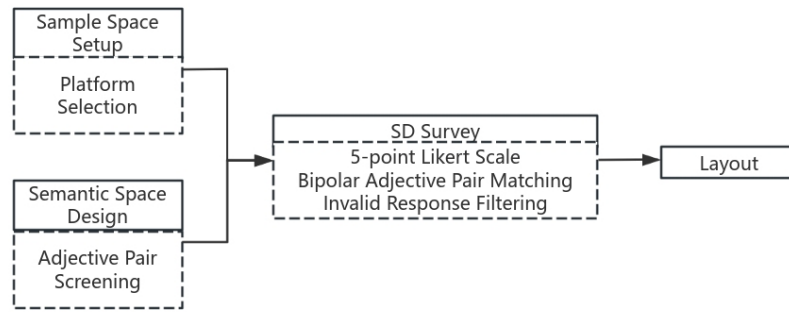 Sample Space
Setup
Platform
Selection
Semantic Space
Design
Adjective Pair
Screening
SD Survey
5-point Likert Scale
Bipolar Adjective Pair Matching
Invalid Response Filtering
Layout